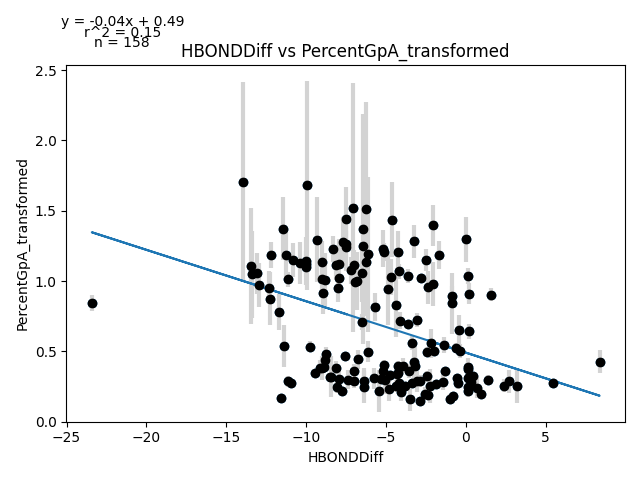 y = -0.04x + 0.49
r^2 = 0.15
n = 158
HBONDDiff vs PercentGpA_transformed
2.5
2.0
1.5
1.0
0.5
0.0
PercentGpA_transformed
−25
−20
−15
−10
−5
0
5
HBONDDiff